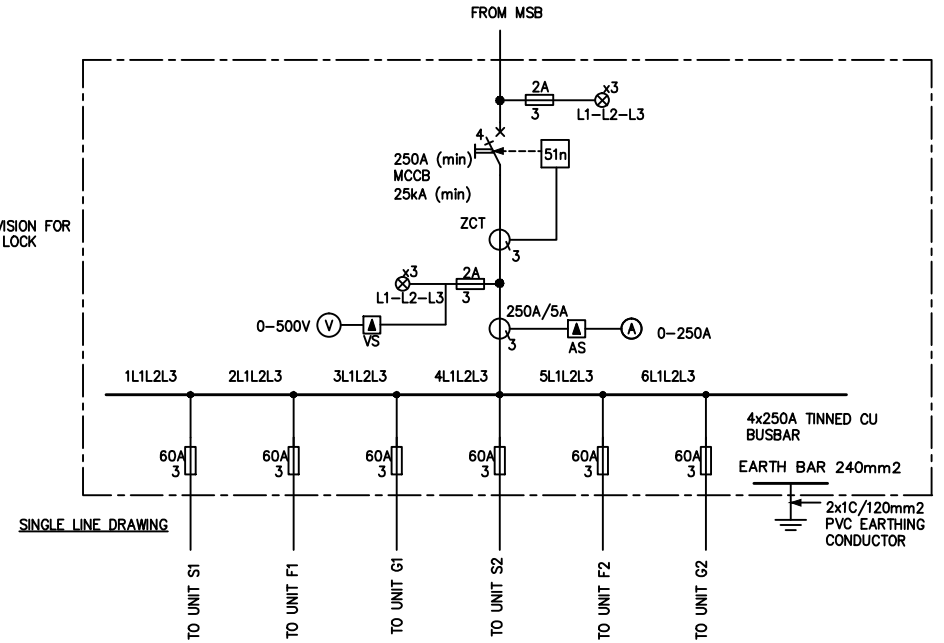 FROM MSB
2A
x3
3
L1-L2-L3
4
250A (min)
MCCB
25kA (min)
51n
VISION FOR
LOCK
ZCT
3
x3
2A
L1-L2-L3
3
250A/5A
0-500V
V
VS
3
AS
A
0-250A
1L1L2L3
2L1L2L3
3L1L2L3
4L1L2L3
5L1L2L3
6L1L2L3
4x250A TINNED CU
BUSBAR
60A
3
60A
3
60A
3
60A
3
60A
3
60A
3
EARTH BAR 240mm2
2x1C/120mm2
PVC EARTHING
CONDUCTOR
SINGLE LINE DRAWING
TO UNIT S1
TO UNIT F1
TO UNIT G1
TO UNIT S2
TO UNIT F2
TO UNIT G2